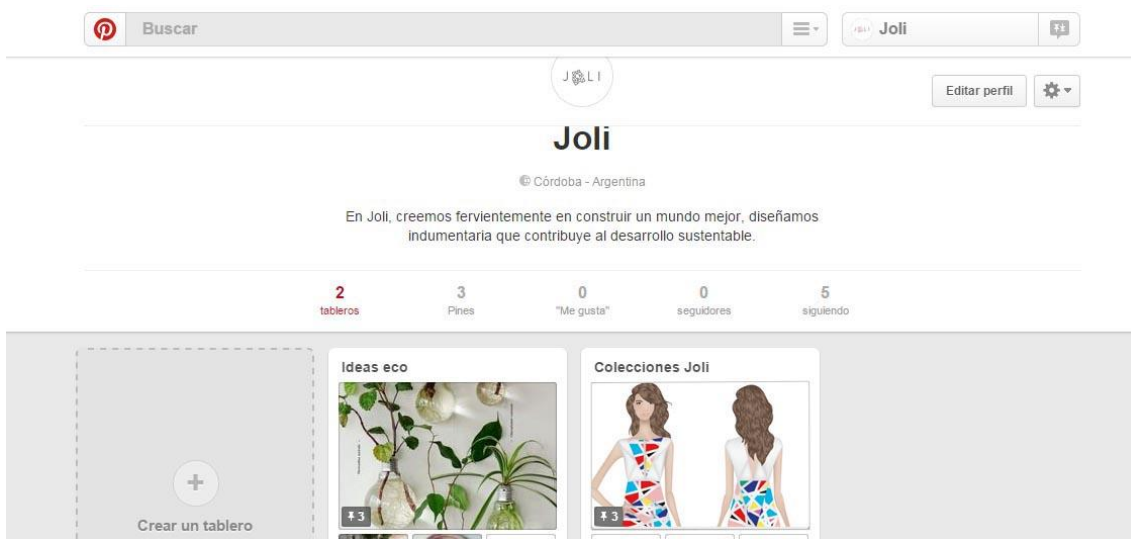 Buscar
Joli
JOLI
Editar perfil
Joli
Córdoba - Argentina
En Joli, creemos fervientemente en construir un mundo mejor, diseñamos
indumentaria que contribuye al desarrollo sustentable.
2
tableros
3
Pines
0
"Me gusta"
0
seguidores
5
siguiendo
Crear un tablero
Ideas eco
3
Colecciones Joli
3